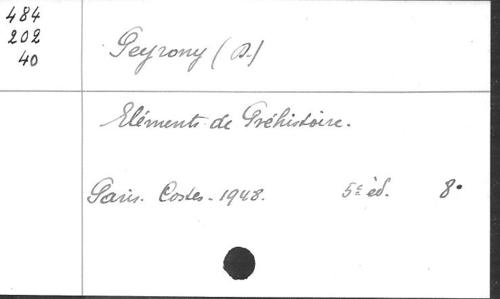 484
202
40
Peyrony (D.)
Eléments de Préhistoire.
Paris. Costes. 1948. 5e éd. 8°